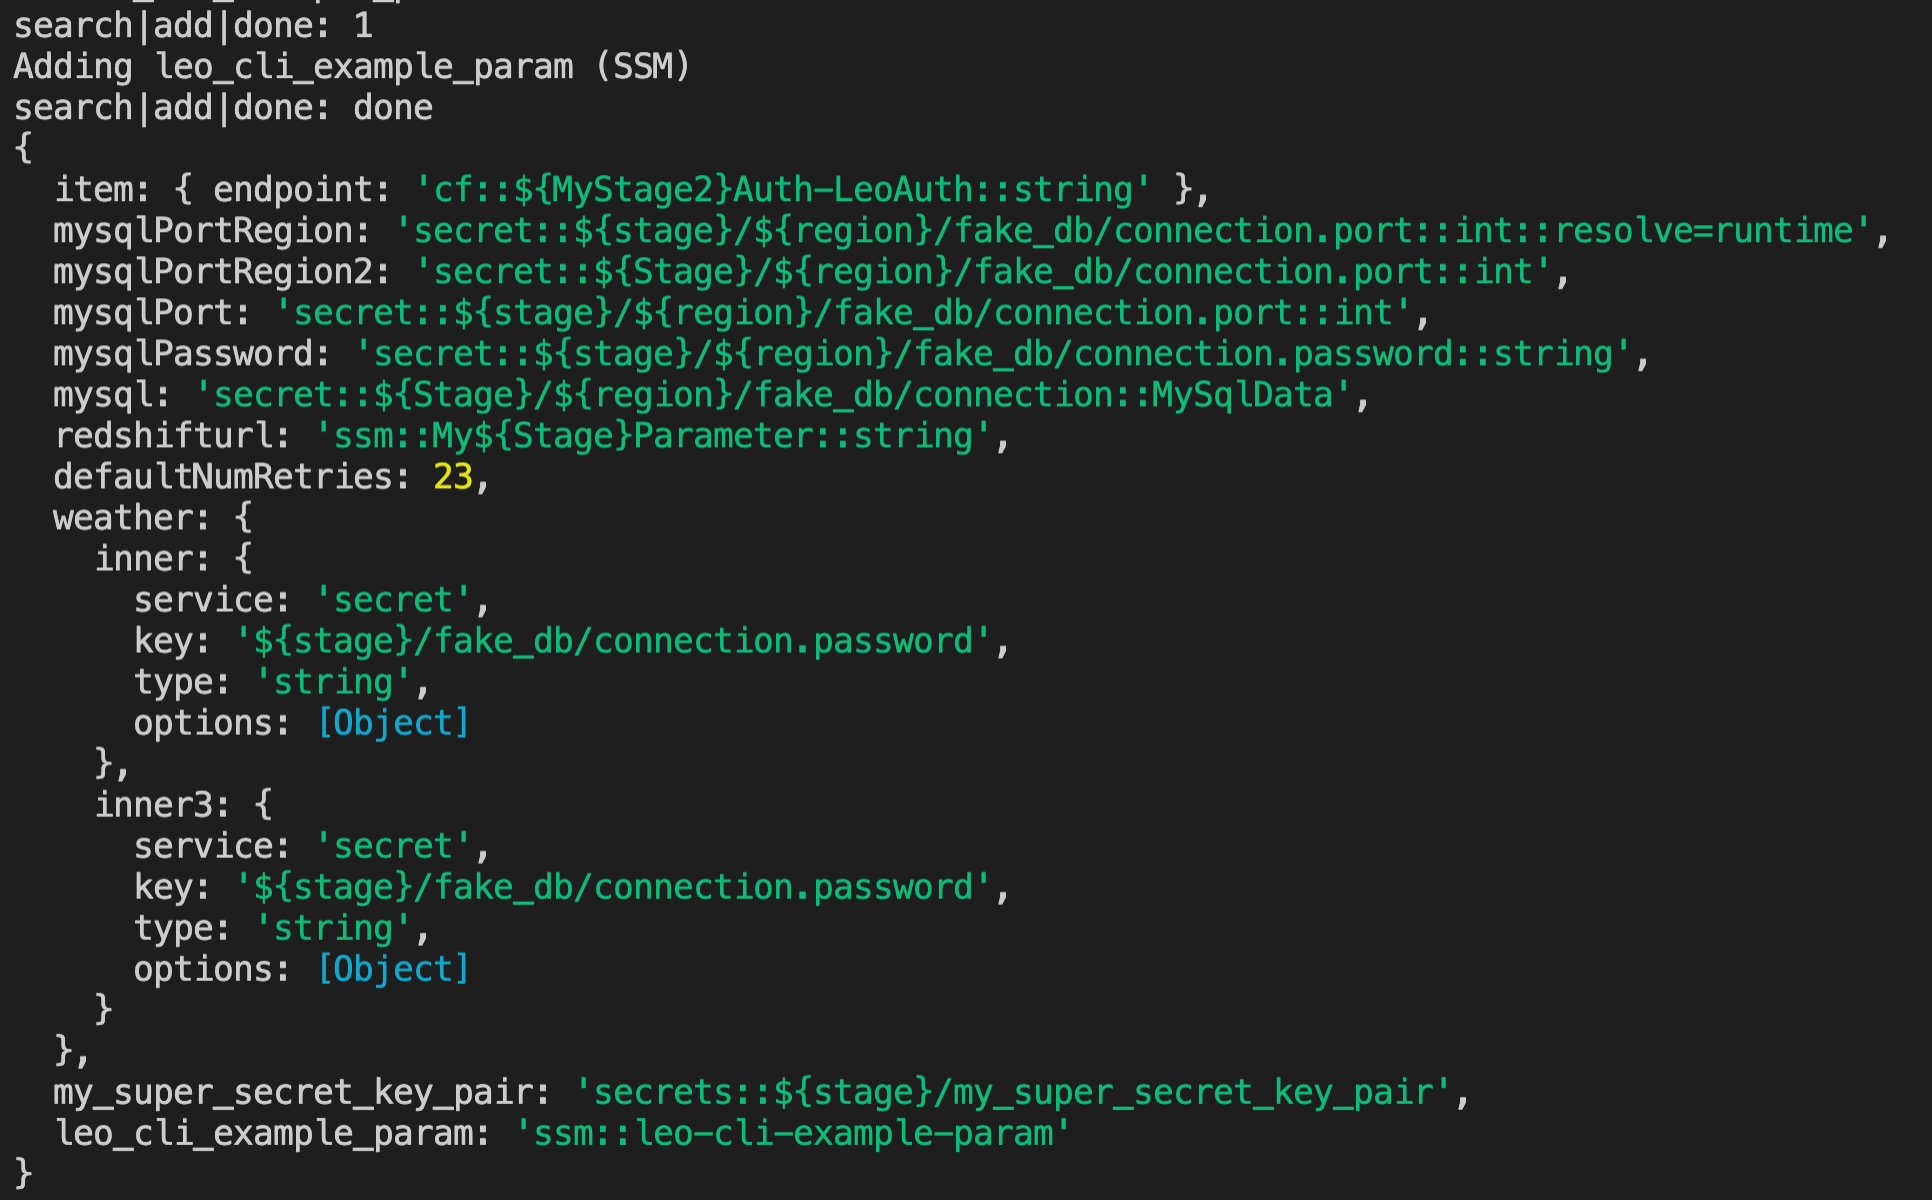 search|add|done: 1
Adding leo_cli_example_param (SSM)
search|add|done: done
{
  item: { endpoint: 'cf::${MyStage2}Auth-LeoAuth::string' },
  mysqlPortRegion: 'secret::${stage}/${region}/fake_db/connection.port::int::resolve=runtime',
  mysqlPortRegion2: 'secret::${Stage}/${region}/fake_db/connection.port::int',
  mysqlPort: 'secret::${stage}/${region}/fake_db/connection.port::int',
  mysqlPassword: 'secret::${stage}/${region}/fake_db/connection.password::string',
  mysql: 'secret::${Stage}/${region}/fake_db/connection::MySqlData',
  redshifturl: 'ssm::My${Stage}Parameter::string',
  defaultNumRetries: 23,
  weather: {
    inner: {
      service: 'secret',
      key: '${stage}/fake_db/connection.password',
      type: 'string',
      options: [Object]
    },
    inner3: {
      service: 'secret',
      key: '${stage}/fake_db/connection.password',
      type: 'string',
      options: [Object]
    }
  },
  my_super_secret_key_pair: 'secrets::${stage}/my_super_secret_key_pair',
  leo_cli_example_param: 'ssm::leo-cli-example-param'
}